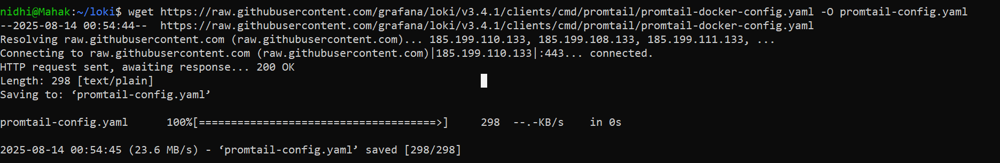 nidhi@Mahak:~/loki$ wget https://raw.githubusercontent.com/grafana/loki/v3.4.1/clients/cmd/promtail/promtail-docker-config.yaml -O promtail-config.yaml
--2025-08-14 00:54:44--  https://raw.githubusercontent.com/grafana/loki/v3.4.1/clients/cmd/promtail/promtail-docker-config.yaml
Resolving raw.githubusercontent.com (raw.githubusercontent.com)... 185.199.110.133, 185.199.108.133, 185.199.111.133, ...
Connecting to raw.githubusercontent.com (raw.githubusercontent.com)|185.199.110.133|:443... connected.
HTTP request sent, awaiting response... 200 OK
Length: 298 [text/plain]
Saving to: ‘promtail-config.yaml’
promtail-config.yaml      100%[=====================================>]     298  --.-KB/s    in 0s
2025-08-14 00:54:45 (23.6 MB/s) - ‘promtail-config.yaml’ saved [298/298]